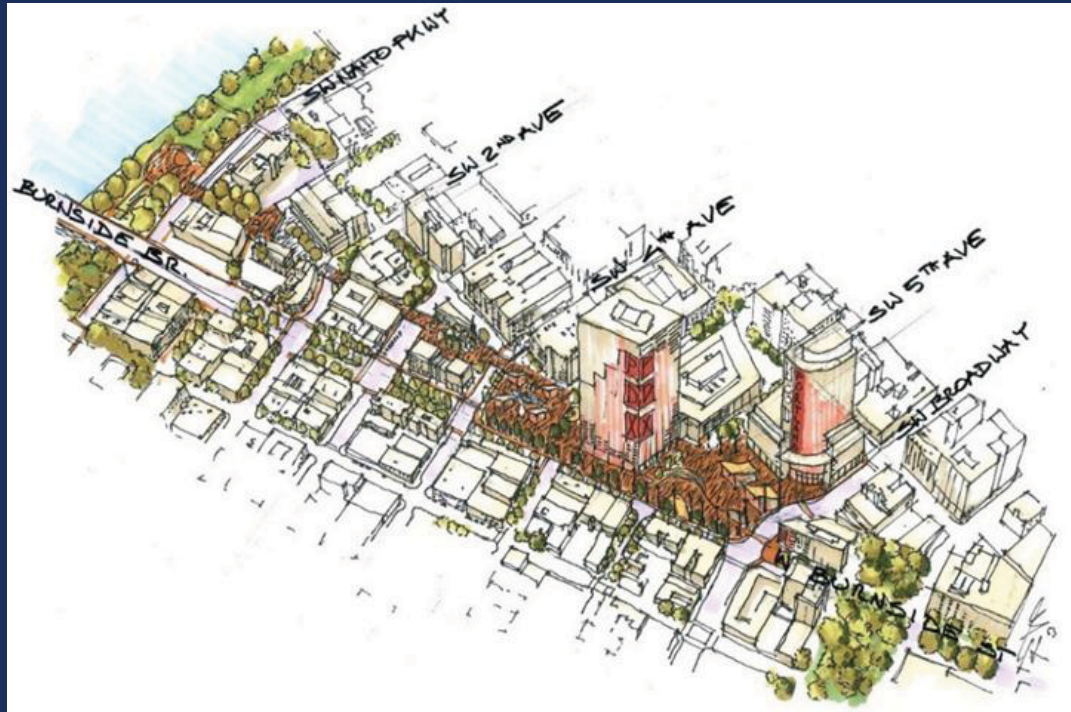 SW NAITO PKWY
SW 2ND AVE
BURNSIDE BR.
SW 4TH AVE
SW 5TH AVE
SW BROADWAY
W BURNSIDE ST